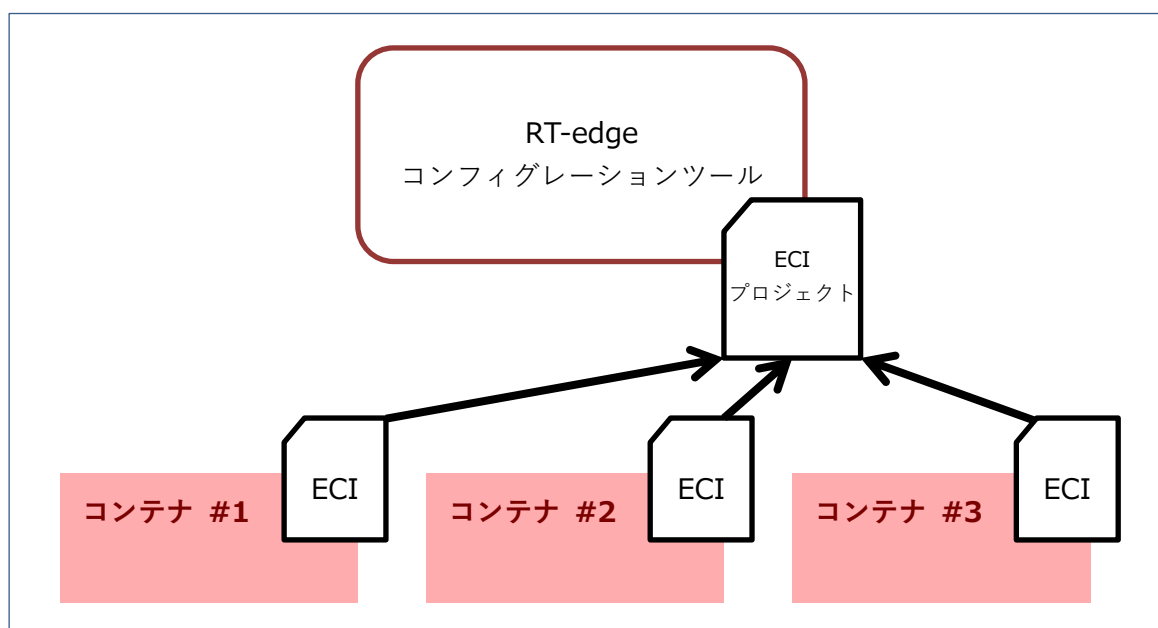 RT-edge
コンフィグレーションツール
ECI
プロジェクト
ECI
コンテナ #1
ECI
コンテナ #2
ECI
コンテナ #3